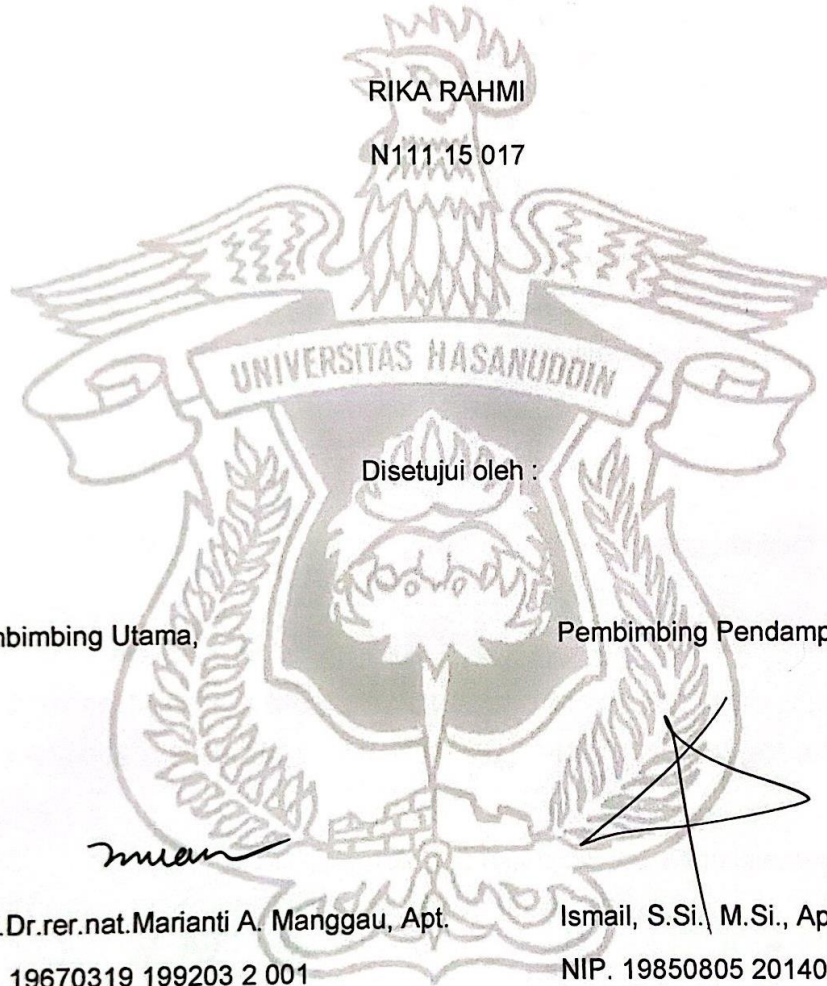 RIKA RAHMI
N111 15 017
UNIVERSITAS HASANUDDIN
Disetujui oleh :
nbimbing Utama,
Pembimbing Pendamp
.Dr.rer.nat.Marianti A. Manggau, Apt.
Ismail, S.Si., M.Si., Ap
19670319 199203 2 001
NIP. 19850805 20140